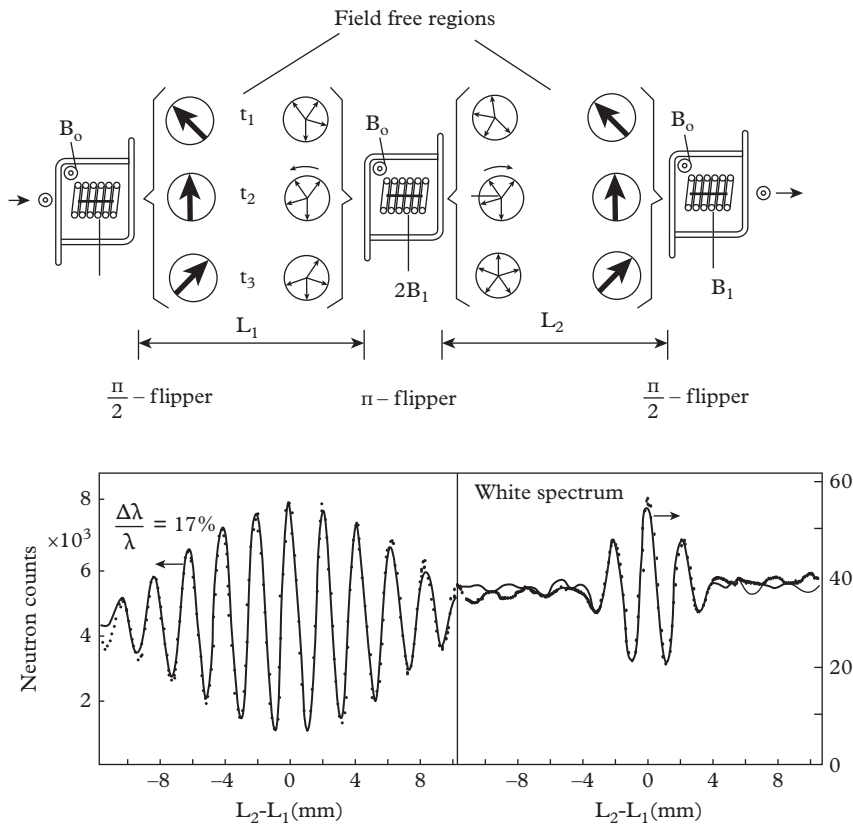 Field free regions
B₀
t₁
B₀
B₀
t₂
t₃
2B₁
B₁
L₁
L₂
π/2 – flipper
π – flipper
π/2 – flipper
Δλ/λ = 17%
White spectrum
8
×10³
6
4
2
Neutron counts
60
40
20
0
−8 −4 0 4 8
−8 −4 0 4 8
L₂-L₁(mm)
L₂-L₁(mm)